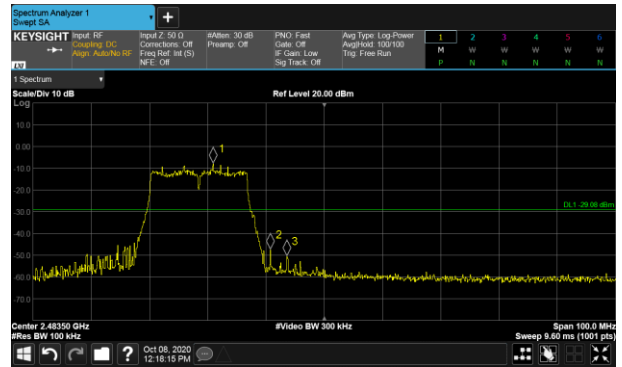 Spectrum Analyzer 1
Swept SA
+
KEYSIGHT Input: RF
Coupling: DC
Align: Auto/No RF
Input Z: 50 Ω
Corrections: Off
Freq Ref: Int (S)
NFE: Off
#Atten: 30 dB
Preamp: Off
PNO: Fast
Gate: Off
IF Gain: Low
Sig Track: Off
Avg Type: Log-Power
Avg|Hold: 100/100
Trig: Free Run
1 2 3 4 5 6
M W W W W W
P N N N N N
LXI
1 Spectrum
Scale/Div 10 dB
Ref Level 20.00 dBm
Log
10.0
0.00
-10.0
-20.0
-30.0
-50.0
-60.0
-70.0
1
2
3
DL1 -29.08 dBm
Center 2.48350 GHz
#Res BW 100 kHz
#Video BW 300 kHz
Span 100.0 MHz
Sweep 9.60 ms (1001 pts)
?
Oct 08, 2020
12:18:15 PM